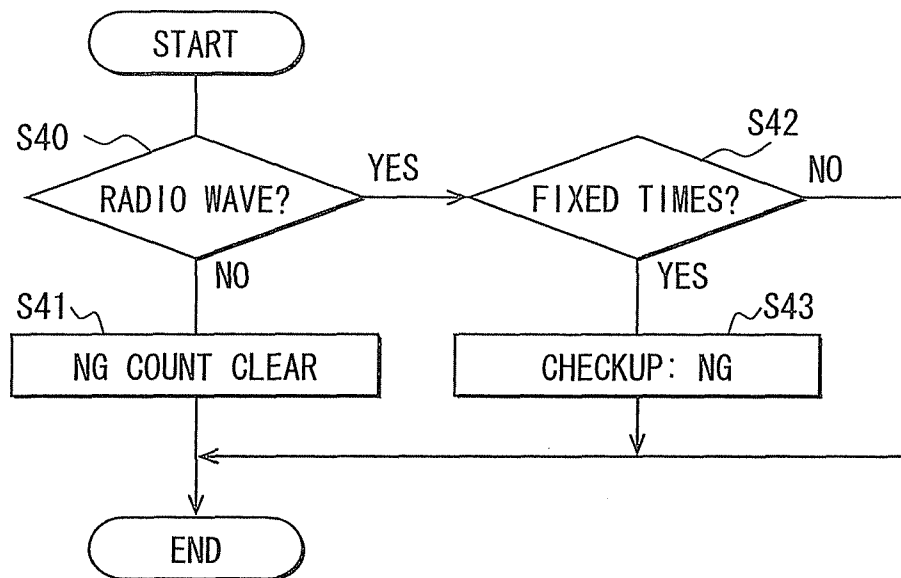 START
S40
RADIO WAVE?
YES
S42
FIXED TIMES?
NO
NO
YES
S41
NG COUNT CLEAR
S43
CHECKUP: NG
END